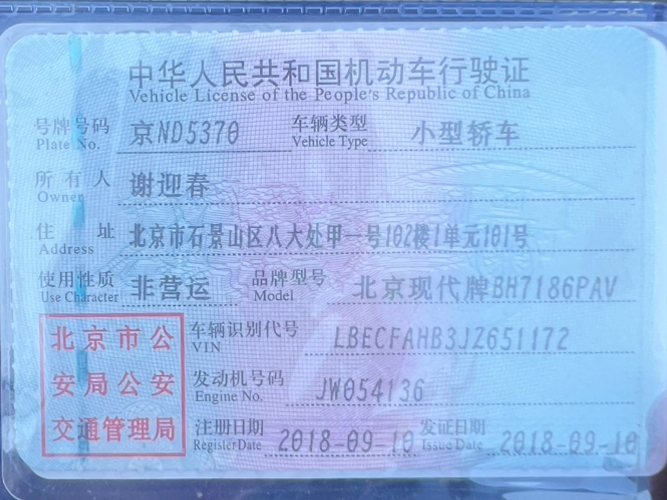 中华人民共和国机动车行驶证
Vehicle License of the People's Republic of China
号牌号码 京ND5370 车辆类型 小型轿车
Plate No. Vehicle Type
所有人 谢迎春
Owner
住址 北京市石景山区八大处甲一号102楼1单元101号
Address
使用性质 非营运 品牌型号 北京现代牌BH7186PAV
Use Character Model
北京市公安局公安交通管理局
车辆识别代号 LBECFAHB3JZ651172
VIN
发动机号码 JW054136
Engine No.
注册日期 2018-09-10 发证日期 2018-09-10
Register Date Issue Date